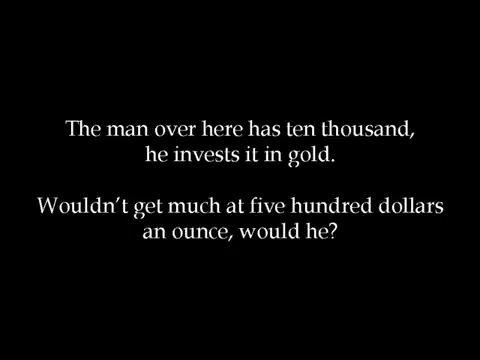 The man over here has ten thousand,
he invests it in gold.
Wouldn’t get much at five hundred dollars
an ounce, would he?